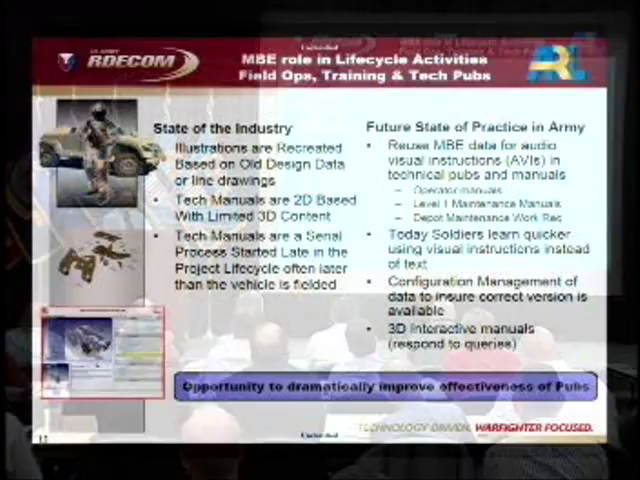 U.S. ARMY
RDECOM
MBE role in Lifecycle Activities
Field Ops, Training & Tech Pubs
ARL
State of the Industry
Illustrations are Recreated
Based on Old Design Data
or line drawings
• Tech Manuals are 2D Based
With Limited 3D Content
• Tech Manuals are a Serial
Process Started Late in the
Project Lifecycle often later
than the vehicle is fielded
Future State of Practice in Army
• Reuse MBE data for audio
visual instructions (AVIs) in
technical pubs and manuals
– Operator manuals
– Level 1 Maintenance Manuals
– Depot Maintenance Work Req
• Today Soldiers learn quicker
using visual instructions instead
of text
• Configuration Management of
data to insure correct version is
available
• 3D Interactive manuals
(respond to queries)
Opportunity to dramatically improve effectiveness of Pubs
TECHNOLOGY DRIVEN. WARFIGHTER FOCUSED.